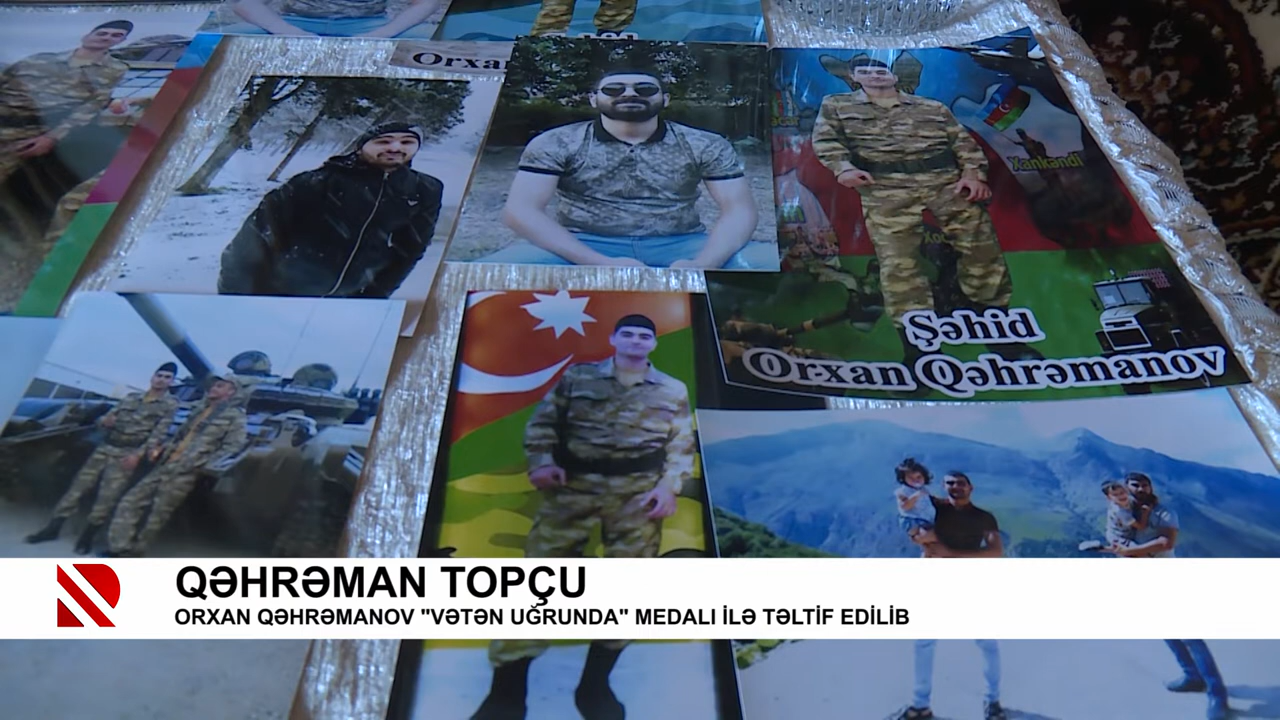 Orxan
Xankəndi
Şəhid
Orxan Qəhrəmanov
QƏHRƏMAN TOPÇU
ORXAN QƏHRƏMANOV "VƏTƏN UĞRUNDA" MEDALI İLƏ TƏLTİF EDİLİB